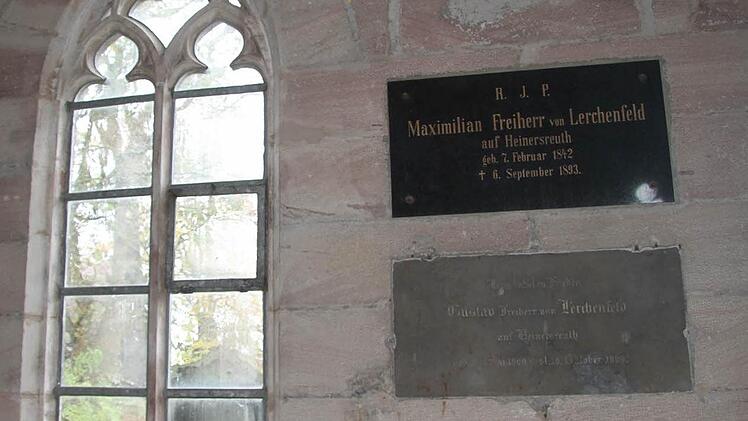 R. J. P.
Maximilian Freiherr von Lerchenfeld
auf Heinersreuth
geb. 7. Februar 1842
† 6. September 1893.
Gustav Freiherr von Lerchenfeld
auf Heinersreuth
October